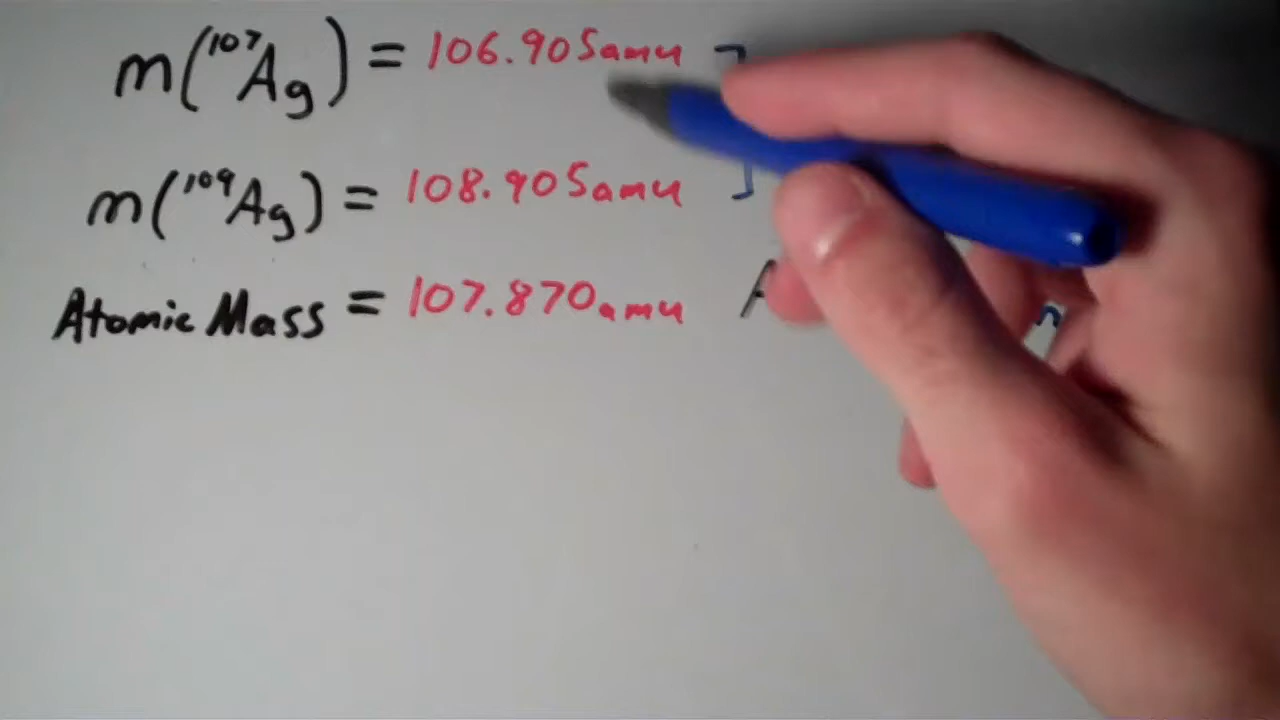 m(¹⁰⁷Ag) = 106.905amu ]
m(¹⁰⁹Ag) = 108.905amu
Atomic Mass = 107.870amu